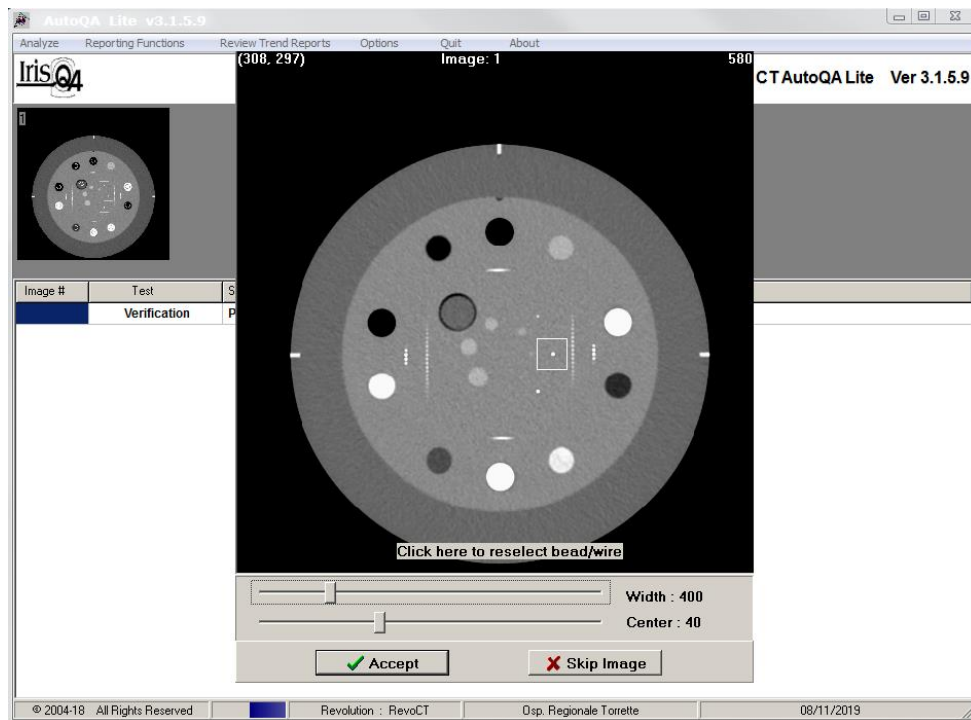 AutoQA Lite v3.1.5.9
Analyze Reporting Functions Review Trend Reports Options Quit About
IrisQA
(308, 297) Image: 1 580
CT AutoQA Lite Ver 3.1.5.9
1
Image # Test S
Verification P
Click here to reselect bead/wire
Width : 400
Center : 40
Accept Skip Image
© 2004-18 All Rights Reserved Revolution : RevoCT Osp. Regionale Torrette 08/11/2019